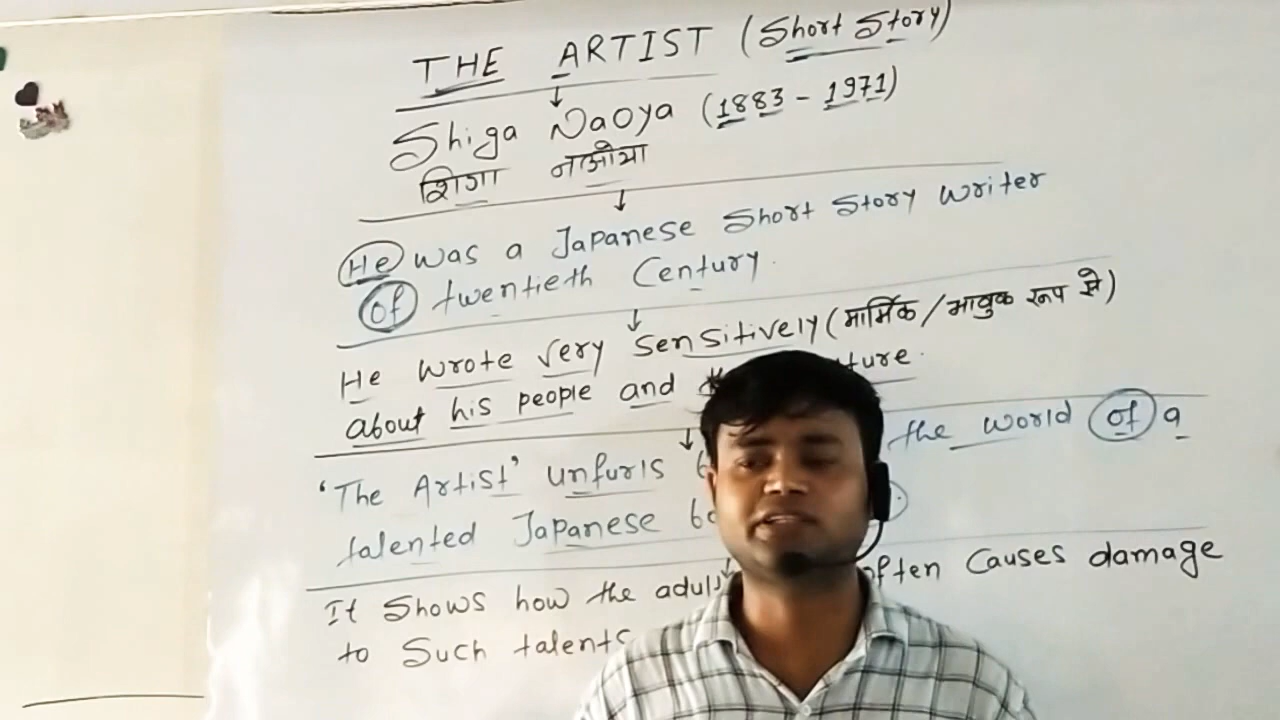 THE ARTIST (Short Story)
Shiga Naoya (1883 - 1971)
शिगा नाओया
He was a Japanese Short Story writer
of twentieth Century.
He wrote very sensitively (मार्मिक / भावुक रूप से)
about his people and
'The Artist' unfurls the world of a
talented Japanese
It Shows how the often Causes damage
to Such talents